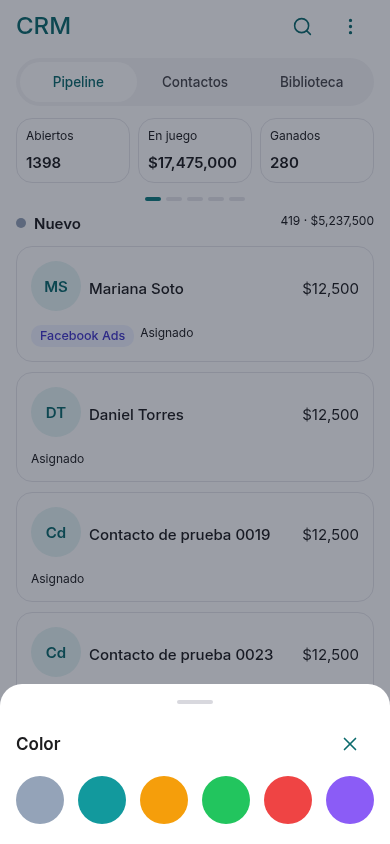 CRM
Pipeline Contactos Biblioteca
Abiertos En juego Ganados
1398 $17,475,000 280
Nuevo 419 · $5,237,500
MS Mariana Soto $12,500
Facebook Ads Asignado
DT Daniel Torres $12,500
Asignado
Cd Contacto de prueba 0019 $12,500
Asignado
Cd Contacto de prueba 0023 $12,500
Color